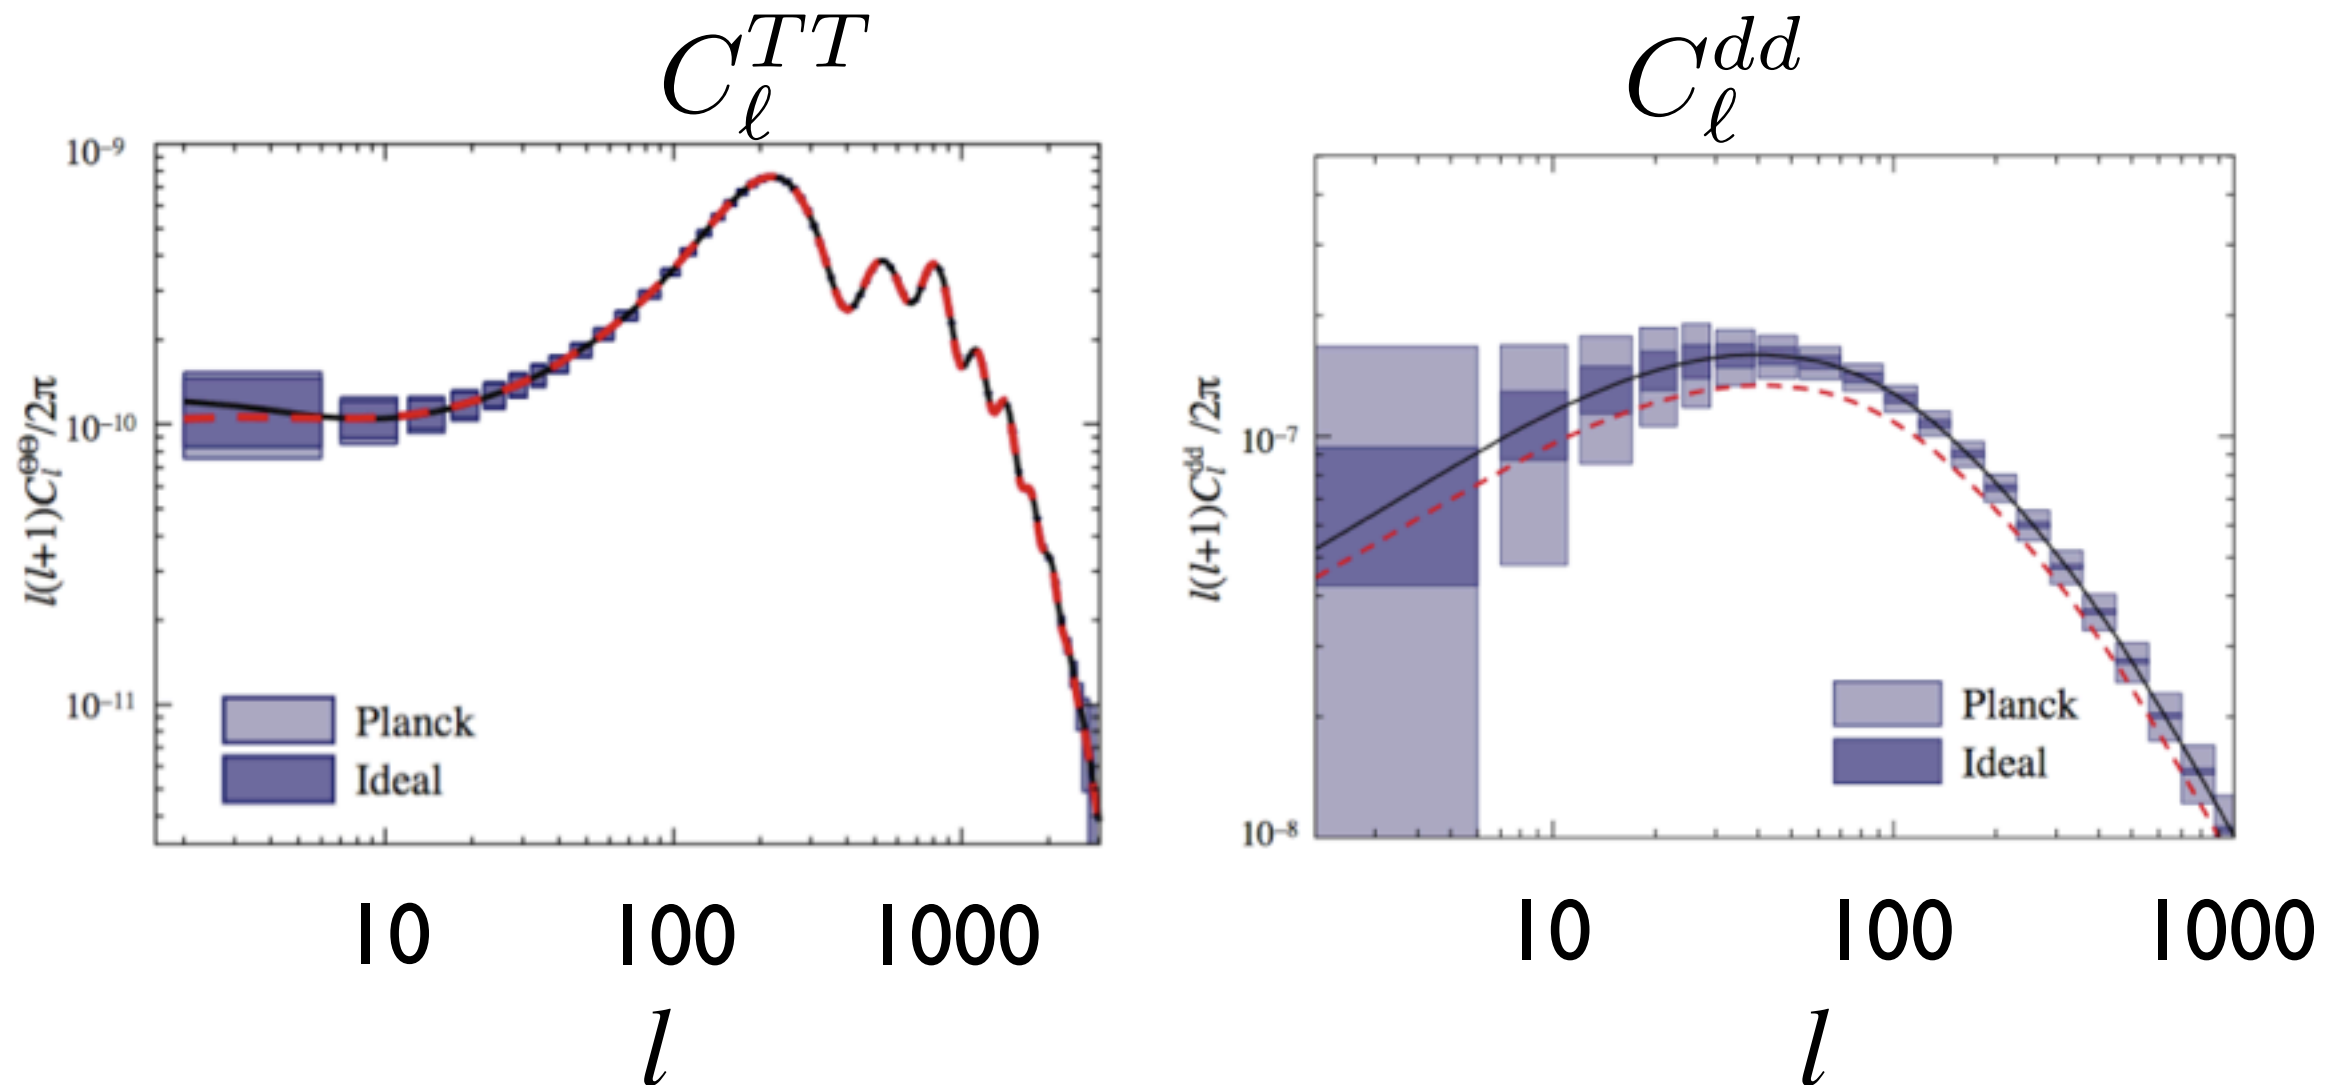 C_ℓ^{TT}
10⁻⁹
10⁻¹⁰
10⁻¹¹
l(l+1)C_l^{ΘΘ}/2π
Planck
Ideal
10 100 1000
l
C_ℓ^{dd}
10⁻⁷
10⁻⁸
l(l+1)C_l^{dd}/2π
Planck
Ideal
10 100 1000
l